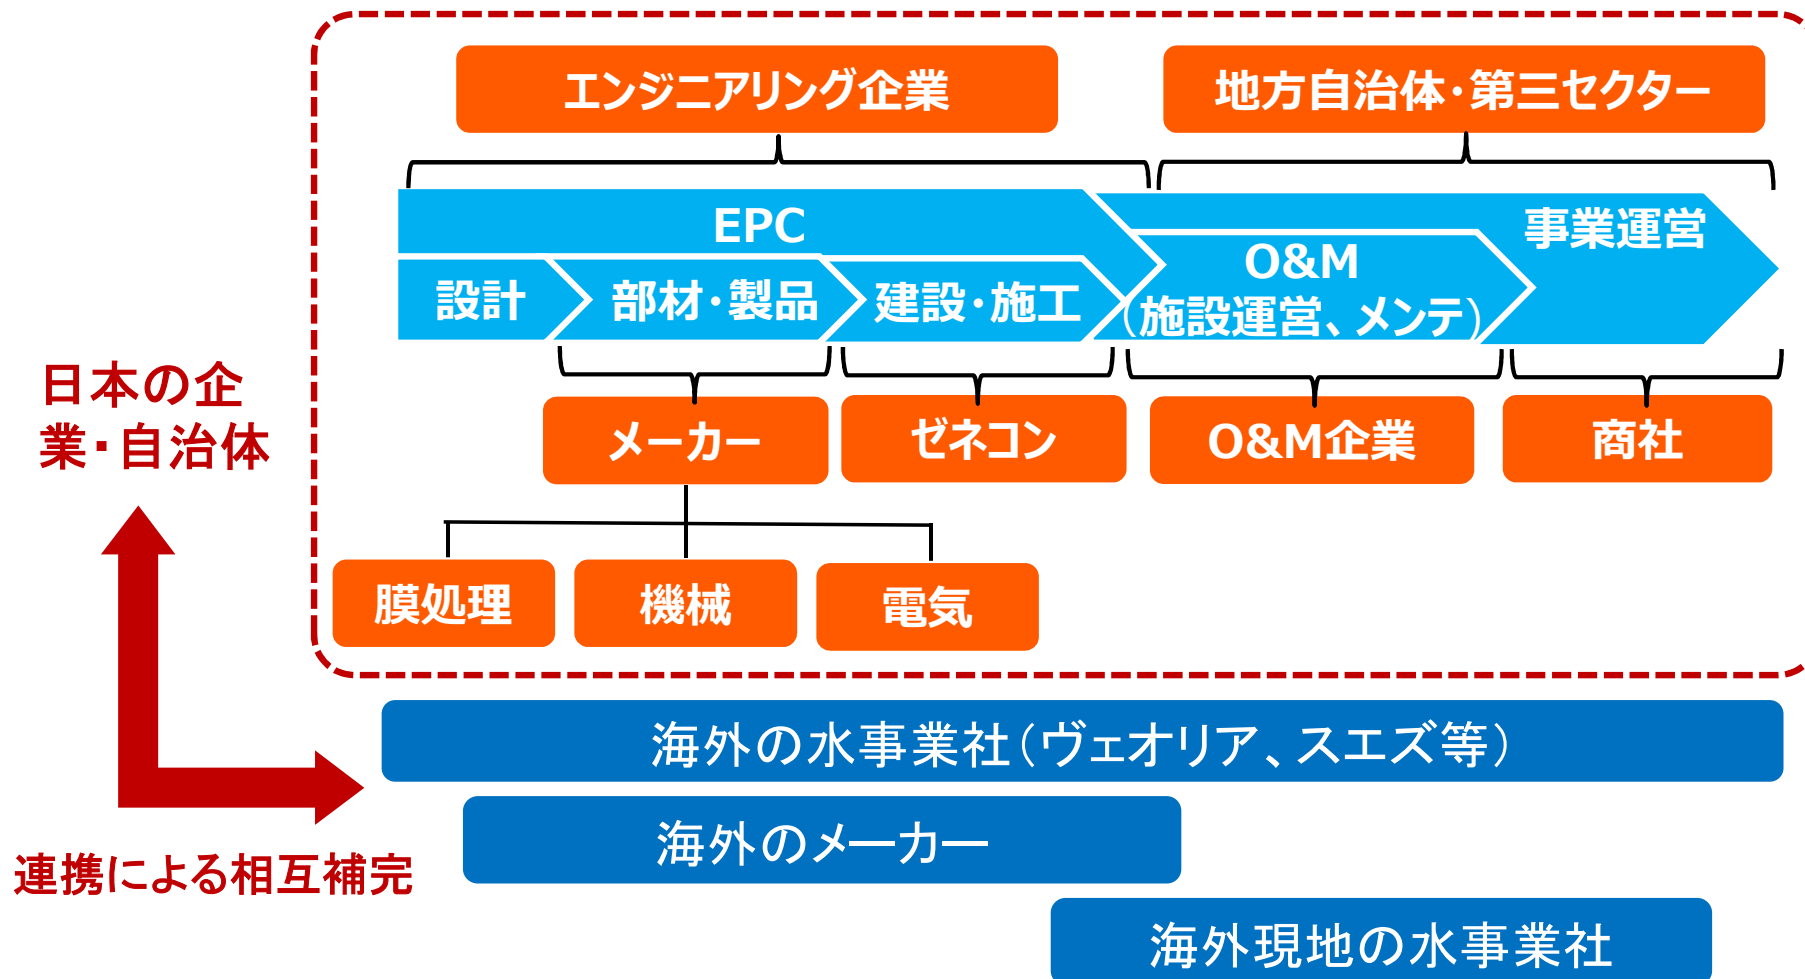 エンジニアリング企業
地方自治体・第三セクター
EPC
事業運営
設計
部材・製品
建設・施工
O&M
（施設運営、メンテ）
日本の企
業・自治体
メーカー
ゼネコン
O&M企業
商社
膜処理
機械
電気
海外の水事業社（ヴェオリア、スエズ等）
海外のメーカー
連携による相互補完
海外現地の水事業社